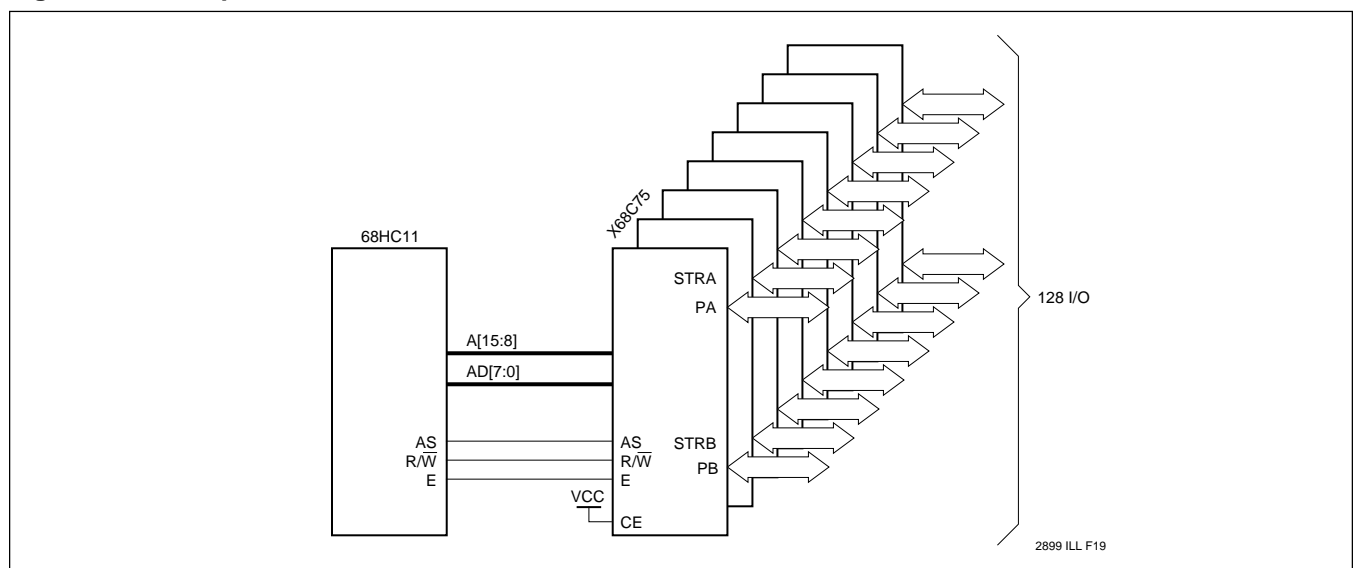 X68C75
68HC11
STRA
PA
128 I/O
A[15:8]
AD[7:0]
AS
R/W̅
E
AS
R/W̅
E
STRB
PB
VCC
CE
2899 ILL F19